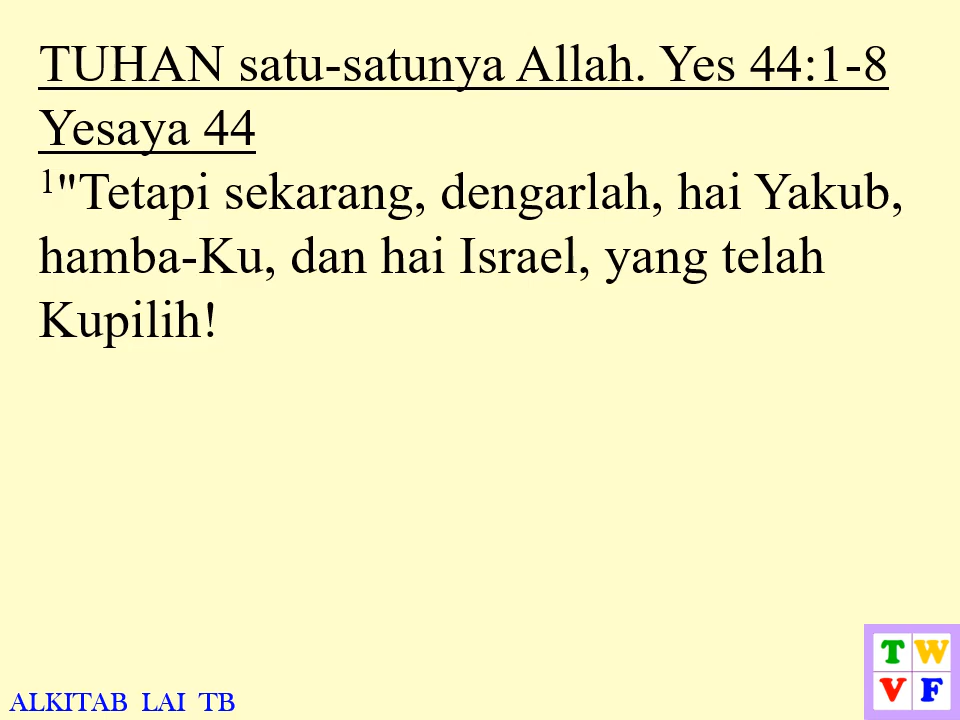 TUHAN satu-satunya Allah. Yes 44:1-8
Yesaya 44
1"Tetapi sekarang, dengarlah, hai Yakub,
hamba-Ku, dan hai Israel, yang telah
Kupilih!
T W
V F
ALKITAB LAI TB